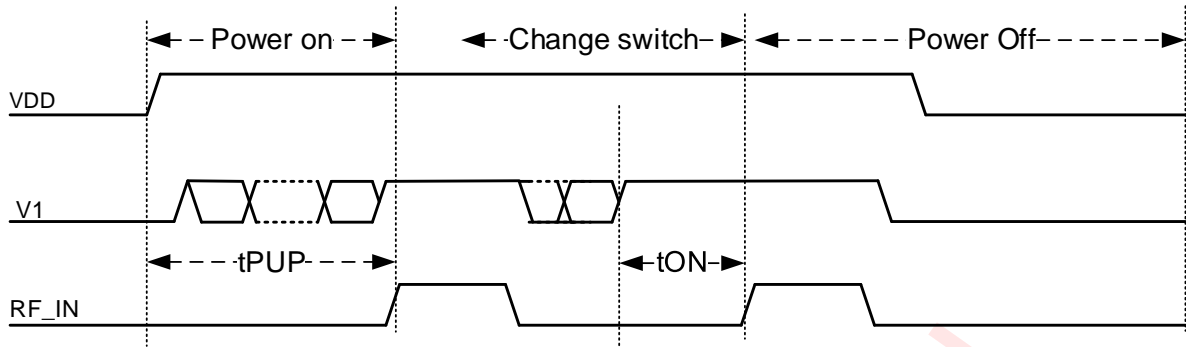 Power on
Change switch
Power Off
VDD
V1
tPUP
tON
RF_IN